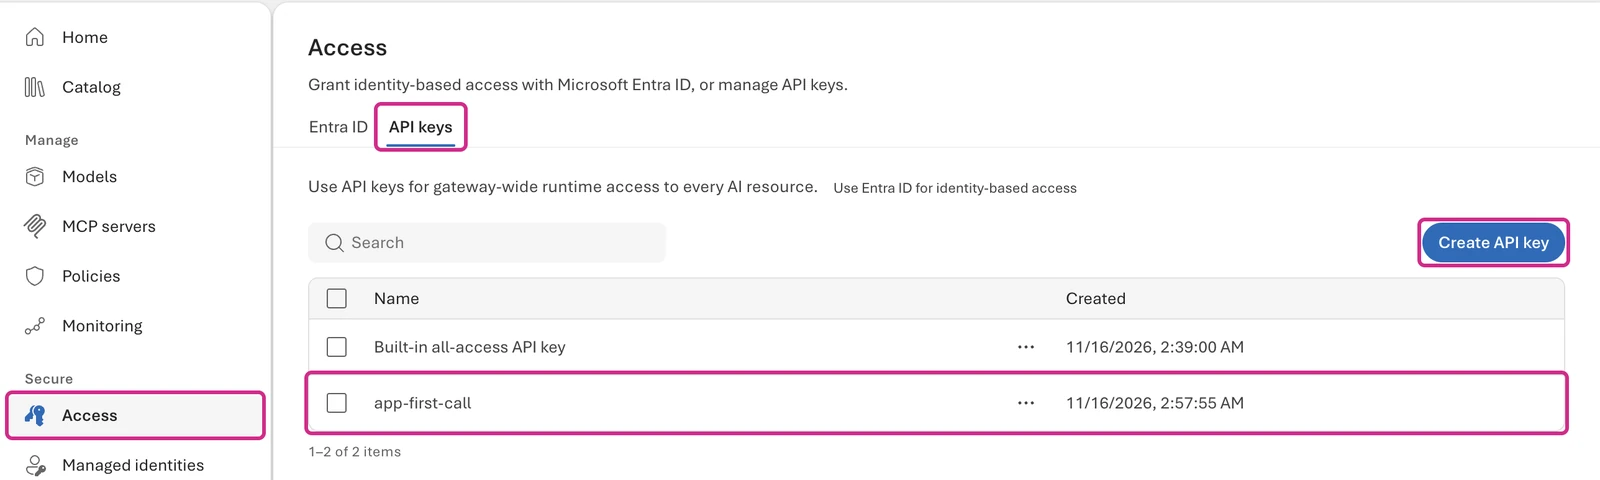 Home
Catalog
Manage
Models
MCP servers
Policies
Monitoring
Secure
Access
Managed identities
Access
Grant identity-based access with Microsoft Entra ID, or manage API keys.
Entra ID API keys
Use API keys for gateway-wide runtime access to every AI resource. Use Entra ID for identity-based access
Search
Create API key
Name Created
Built-in all-access API key ··· 11/16/2026, 2:39:00 AM
app-first-call ··· 11/16/2026, 2:57:55 AM
1–2 of 2 items